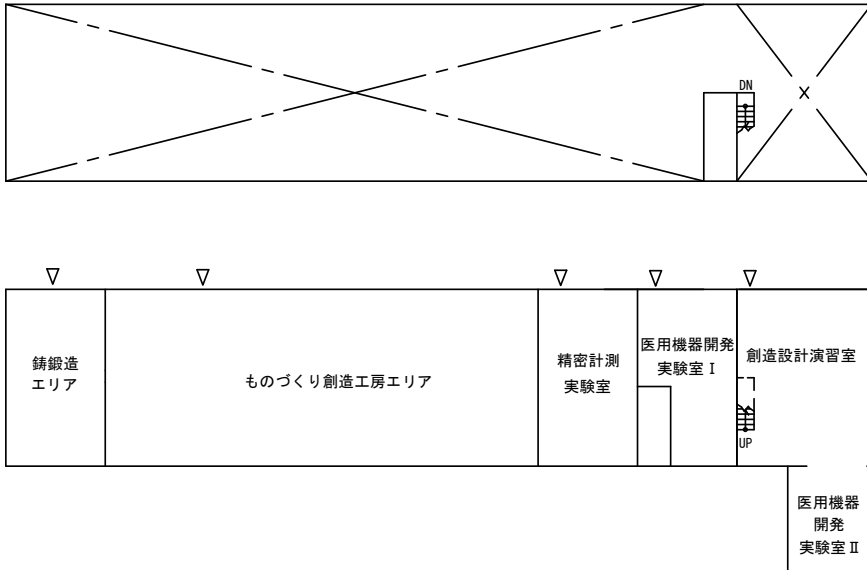 DN
X
鋳鍛造
エリア
ものづくり創造工房エリア
精密計測
実験室
医用機器開発
実験室Ⅰ
創造設計演習室
UP
医用機器
開発
実験室Ⅱ